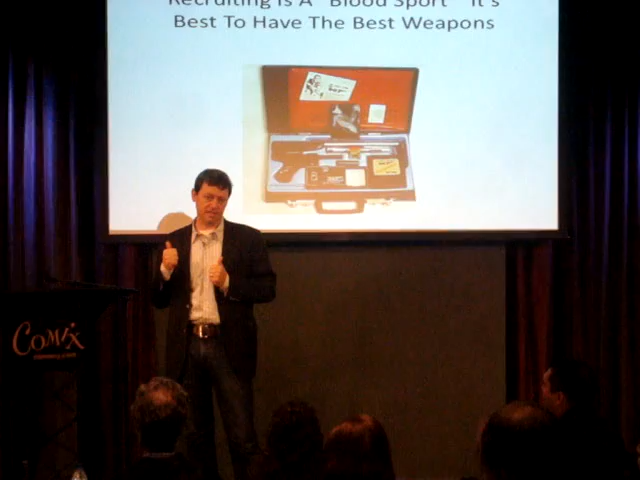 Recruiting Is A "Blood Sport" It's
Best To Have The Best Weapons
COMIX